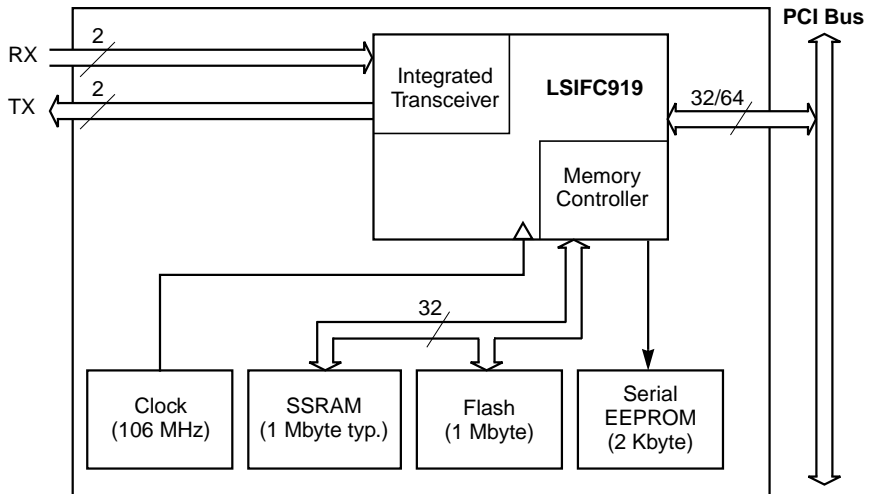 PCI Bus
RX
2
TX
2
Integrated
Transceiver
LSIFC919
32/64
Memory
Controller
32
Clock
(106 MHz)
SSRAM
(1 Mbyte typ.)
Flash
(1 Mbyte)
Serial
EEPROM
(2 Kbyte)